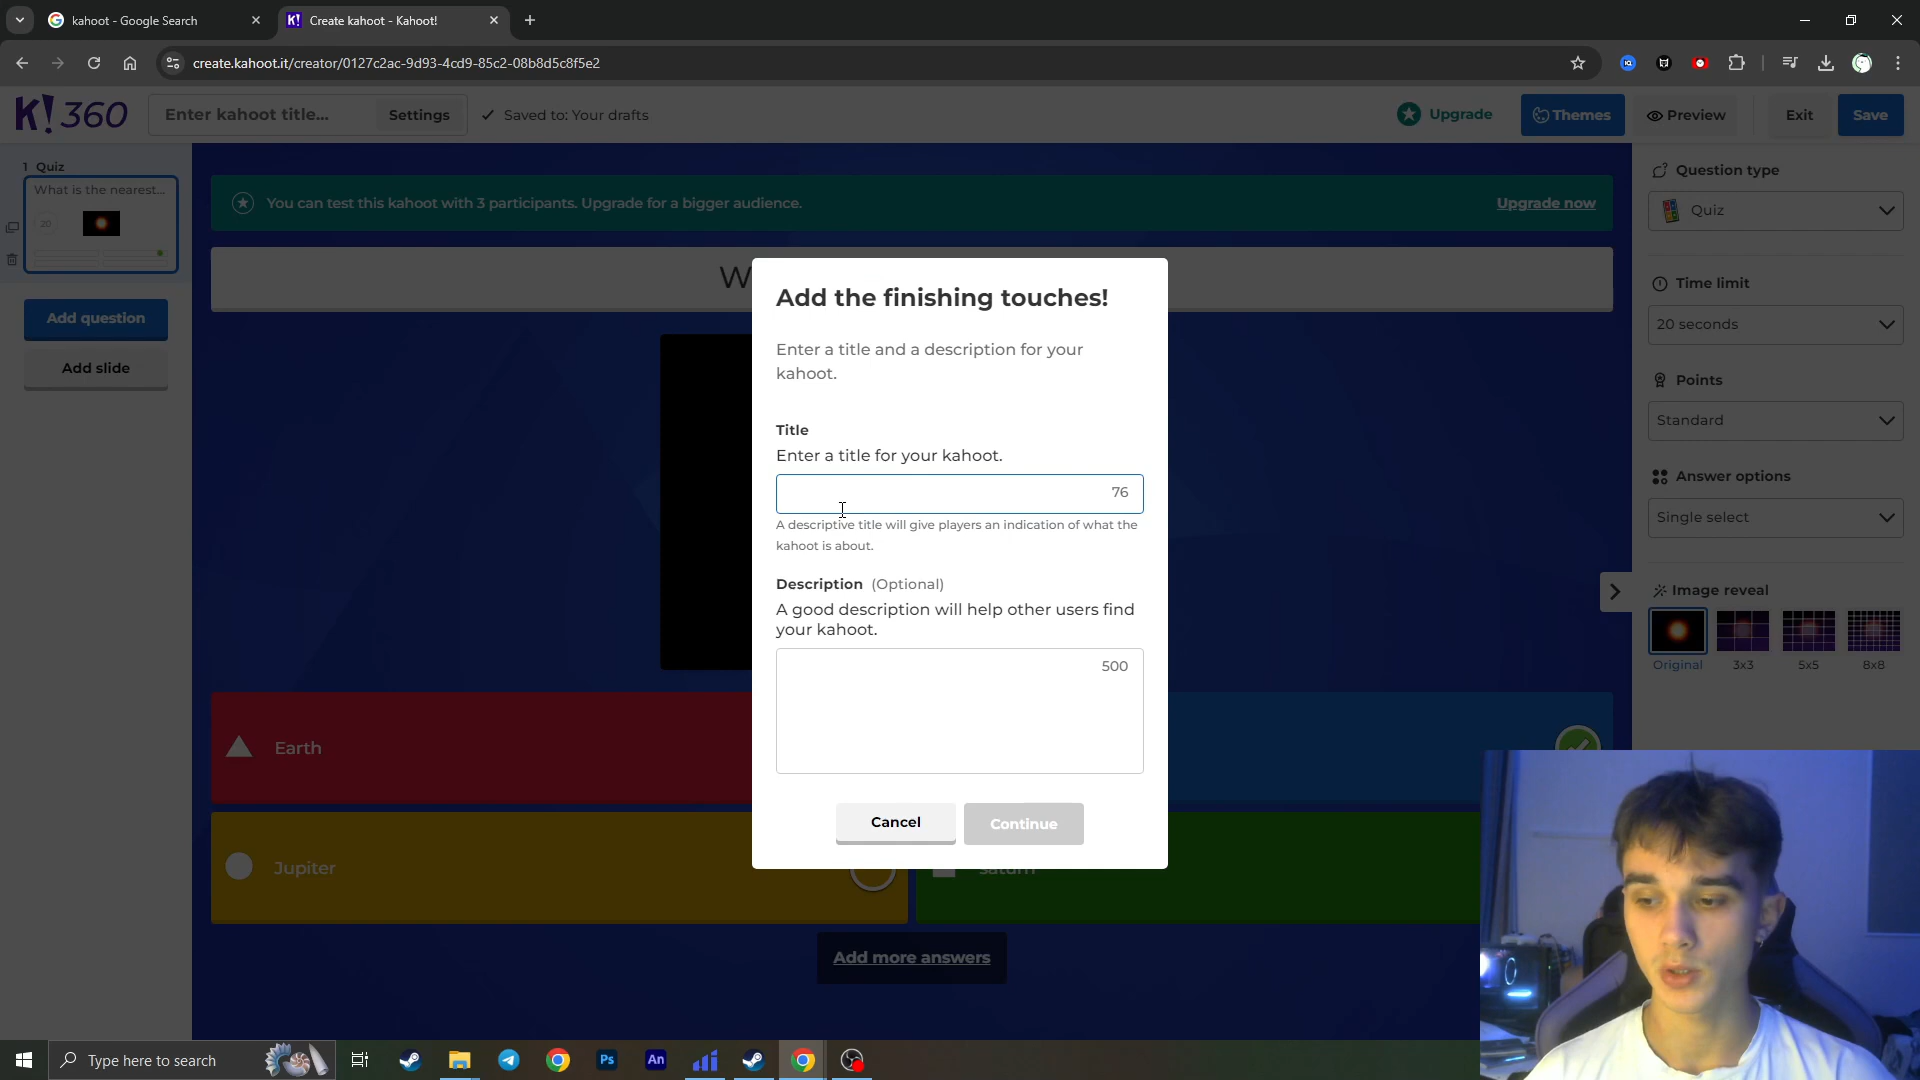 kahoot - Google Search
Create kahoot - Kahoot!
create.kahoot.it/creator/0127c2ac-9d93-4cd9-85c2-08b8d5c8f5e2
K!360
Enter kahoot title...
Settings
Saved to: Your drafts
Upgrade
Themes
Preview
Exit
Save
1 Quiz
What is the nearest...
20
Add question
Add slide
You can test this kahoot with 3 participants. Upgrade for a bigger audience.
Upgrade now
W
Add the finishing touches!
Enter a title and a description for your
kahoot.
Title
Enter a title for your kahoot.
76
A descriptive title will give players an indication of what the
kahoot is about.
Description (Optional)
A good description will help other users find
your kahoot.
500
Cancel
Continue
Earth
Jupiter
saturn
Add more answers
Question type
Quiz
Time limit
20 seconds
Points
Standard
Answer options
Single select
Image reveal
Original
3x3
5x5
8x8
Type here to search
Ps
An